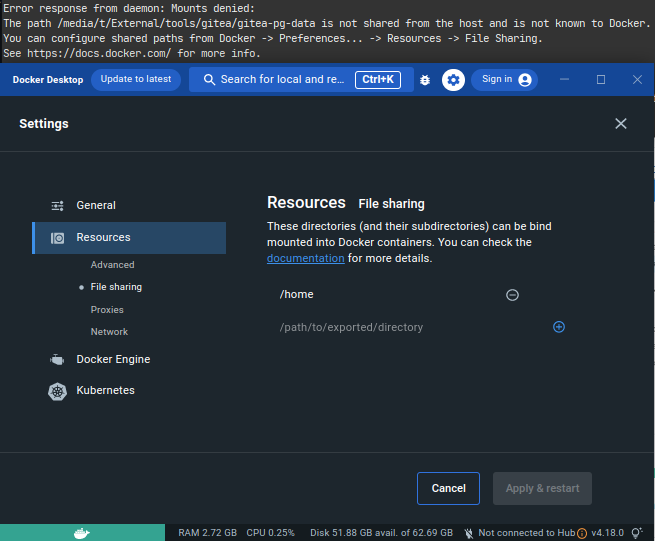 Error response from daemon: Mounts denied:
The path /media/t/External/tools/gitea/gitea-pg-data is not shared from the host and is not known to Docker.
You can configure shared paths from Docker -> Preferences... -> Resources -> File Sharing.
See https://docs.docker.com/ for more info.
Docker Desktop Update to latest Search for local and re... Ctrl+K Sign in
Settings
General
Resources
Advanced
File sharing
Proxies
Network
Docker Engine
Kubernetes
Resources File sharing
These directories (and their subdirectories) can be bind
mounted into Docker containers. You can check the
documentation for more details.
/home
/path/to/exported/directory
Cancel Apply & restart
RAM 2.72 GB CPU 0.25% Disk 51.88 GB avail. of 62.69 GB Not connected to Hub v4.18.0